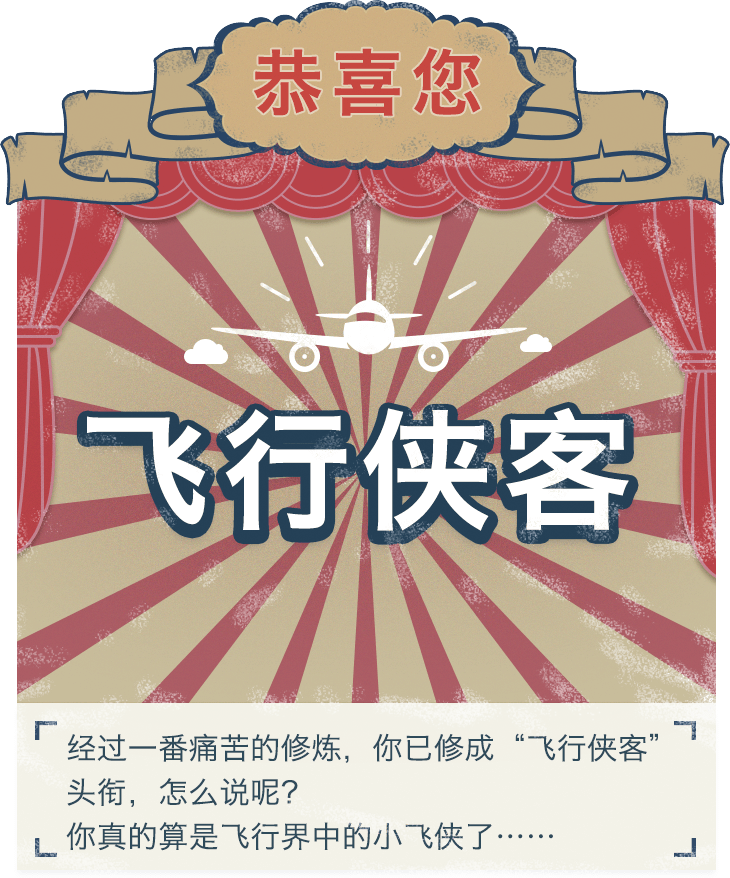 恭喜您
飞行侠客
经过一番痛苦的修炼，你已修成“飞行侠客”
头衔，怎么说呢？
你真的算是飞行界中的小飞侠了……